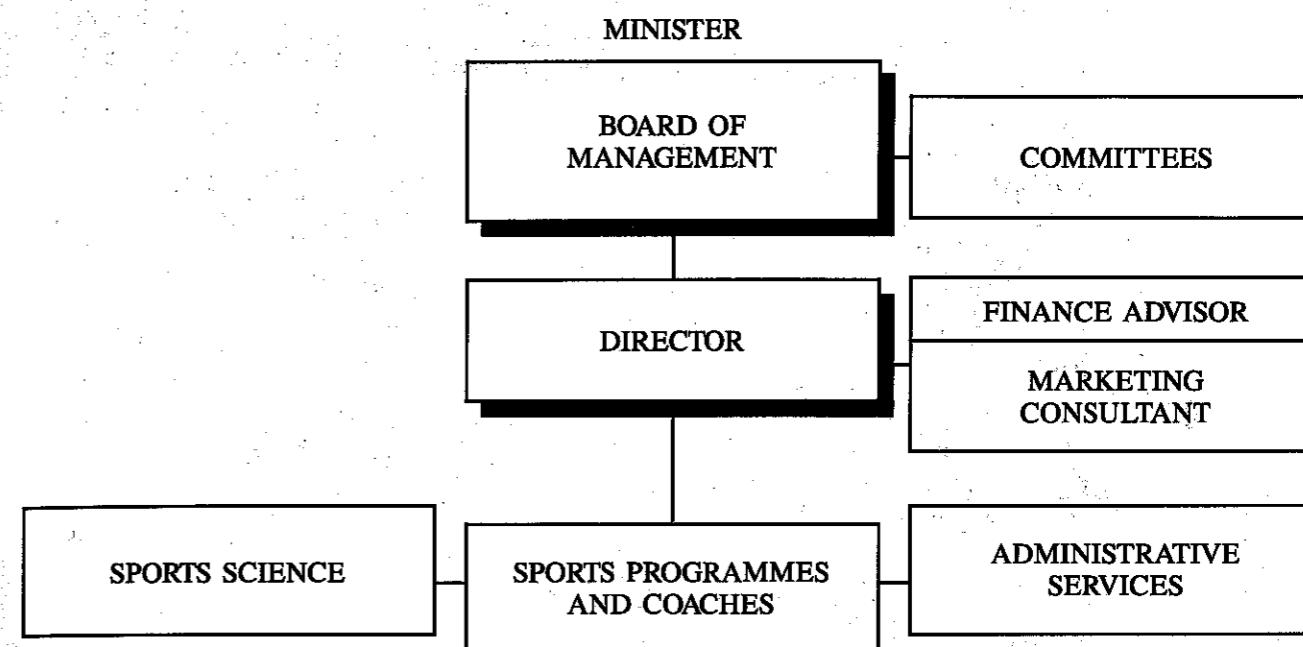 MINISTER
BOARD OF
MANAGEMENT
COMMITTEES
DIRECTOR
FINANCE ADVISOR
MARKETING
CONSULTANT
SPORTS SCIENCE
SPORTS PROGRAMMES
AND COACHES
ADMINISTRATIVE
SERVICES